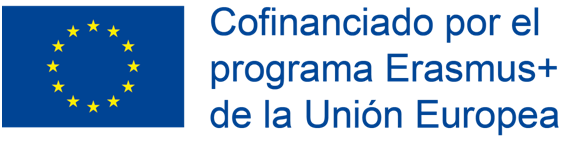 Cofinanciado por el
programa Erasmus+
de la Unión Europea